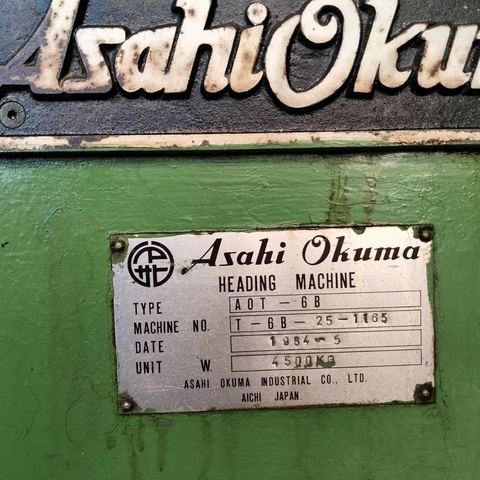 AsahiOku
Asahi Okuma
HEADING MACHINE
TYPE AOT-6B
MACHINE NO. T-6B-25-1165
DATE 1984-5
UNIT W. 4500KG
ASAHI OKUMA INDUSTRIAL CO., LTD.
AICHI JAPAN